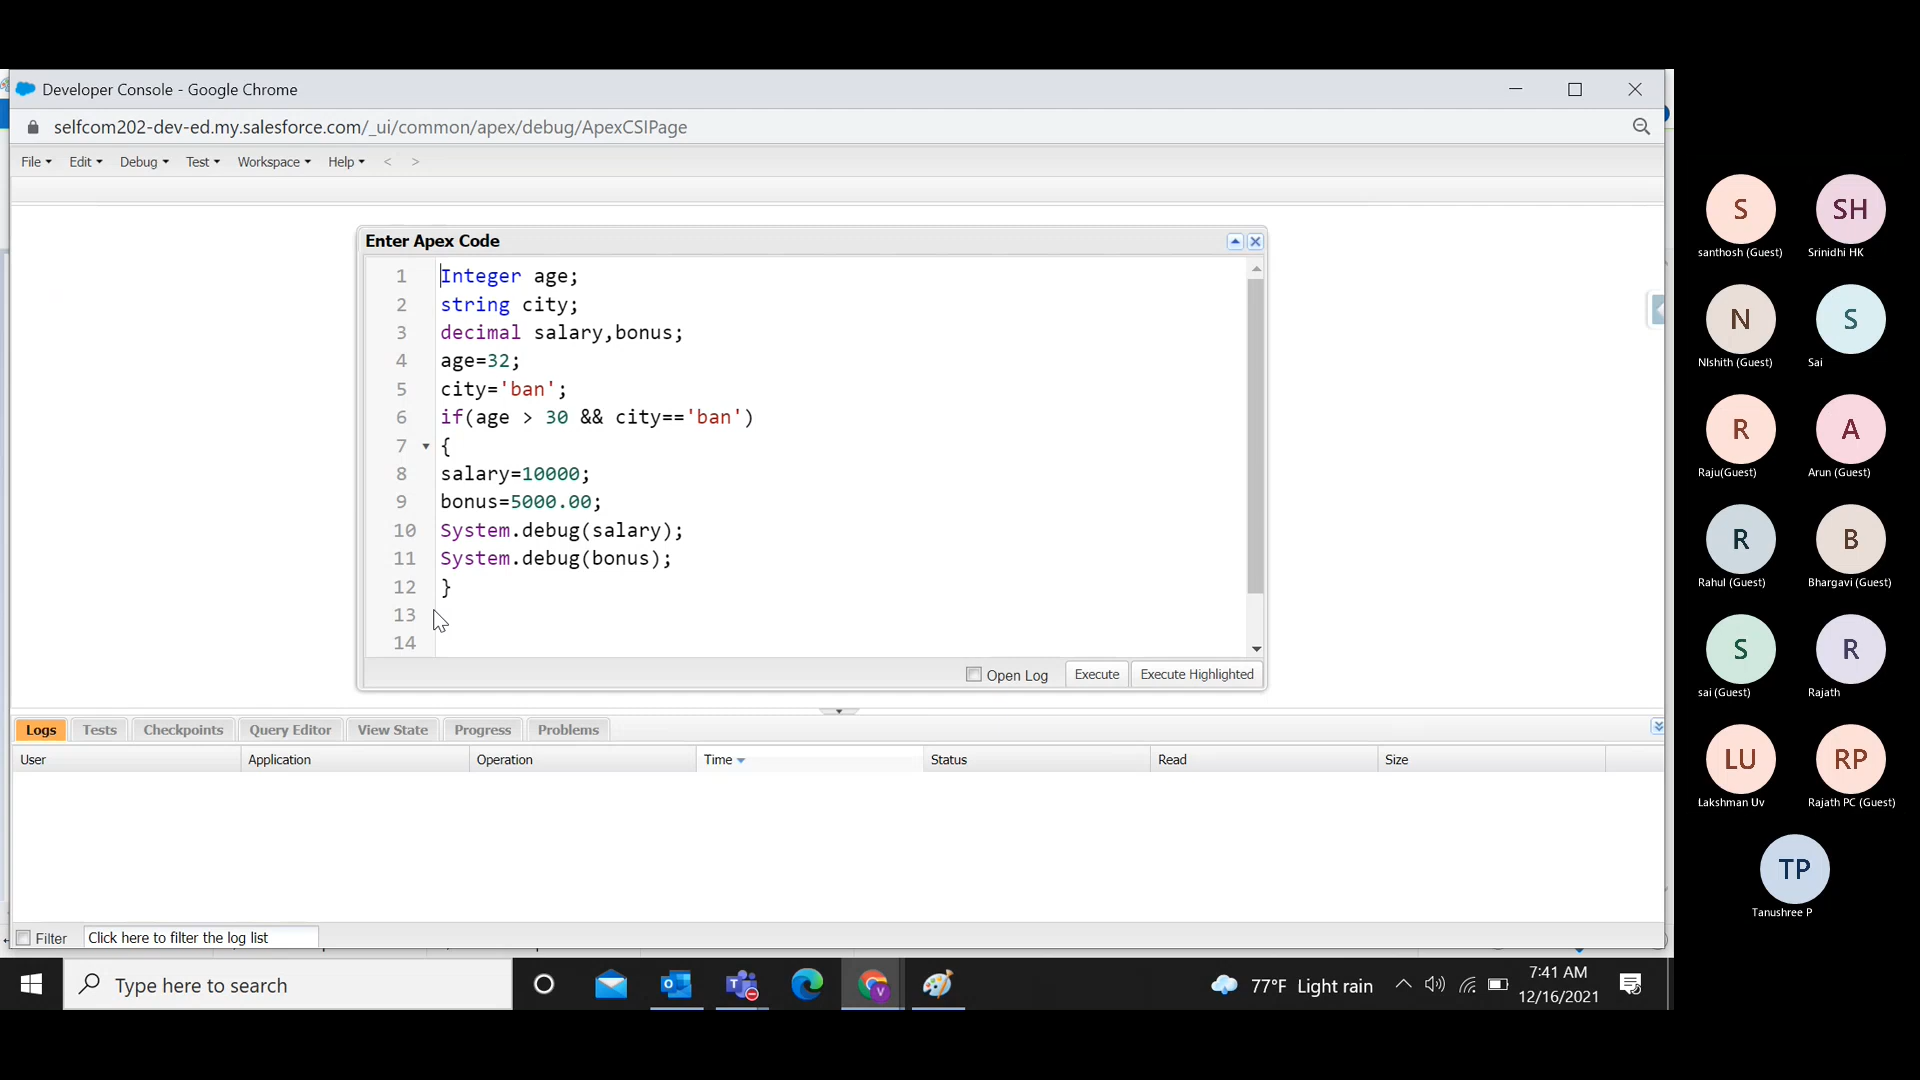 Developer Console - Google Chrome
selfcom202-dev-ed.my.salesforce.com/_ui/common/apex/debug/ApexCSIPage
File Edit Debug Test Workspace Help < >
Enter Apex Code
1 Integer age;
2 string city;
3 decimal salary,bonus;
4 age=32;
5 city='ban';
6 if(age > 30 && city=='ban')
7 {
8 salary=10000;
9 bonus=5000.00;
10 System.debug(salary);
11 System.debug(bonus);
12 }
13
14
Open Log Execute Execute Highlighted
Logs Tests Checkpoints Query Editor View State Progress Problems
User Application Operation Time Status Read Size
Filter Click here to filter the log list
Type here to search
77°F Light rain
7:41 AM
12/16/2021
S SH
santhosh (Guest) Srinidhi HK
N S
NIshith (Guest) Sai
R A
Raju(Guest) Arun (Guest)
R B
Rahul (Guest) Bhargavi (Guest)
S R
sai (Guest) Rajath
LU RP
Lakshman Uv Rajath PC (Guest)
TP
Tanushree P